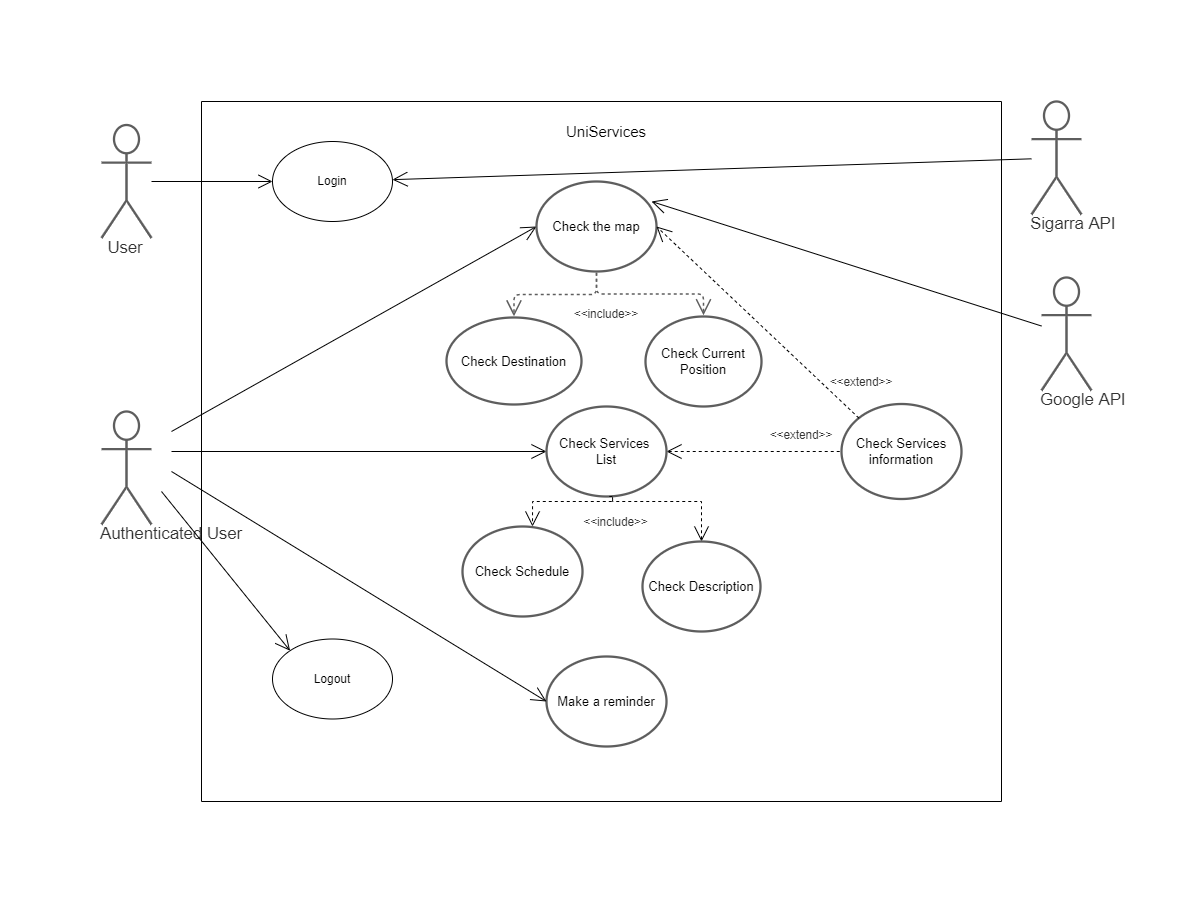 UniServices
Login
User
Sigarra API
Check the map
<<include>>
Check Destination
Check Current
Position
Google API
<<extend>>
<<extend>>
Check Services
List
Check Services
information
Authenticated User
<<include>>
Check Schedule
Check Description
Logout
Make a reminder